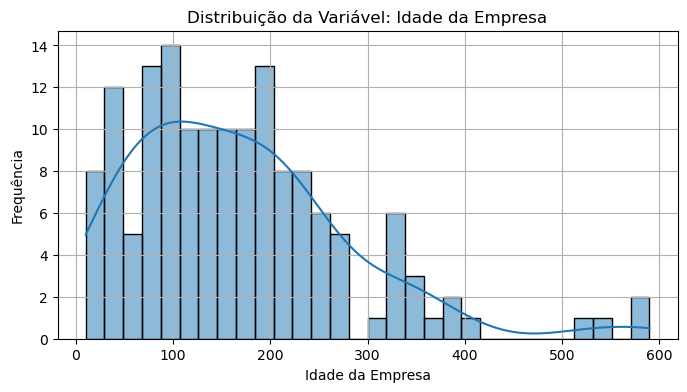 Distribuição da Variável: Idade da Empresa
14
12
10
8
6
4
2
0
Frequência
0 100 200 300 400 500 600
Idade da Empresa